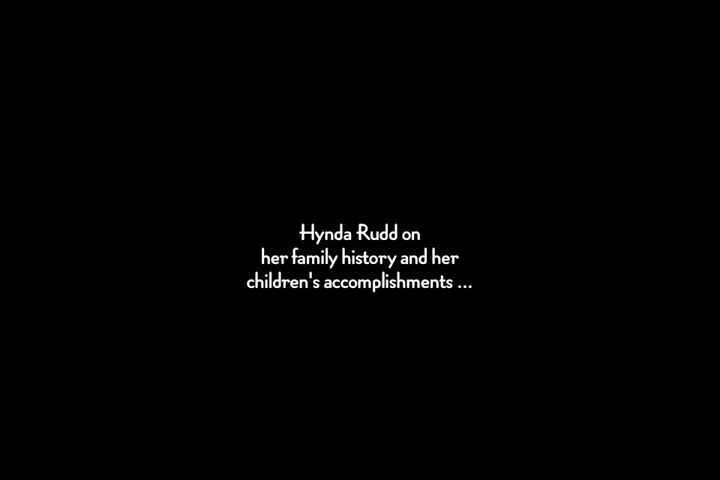 Hynda Rudd on
her family history and her
children's accomplishments ...